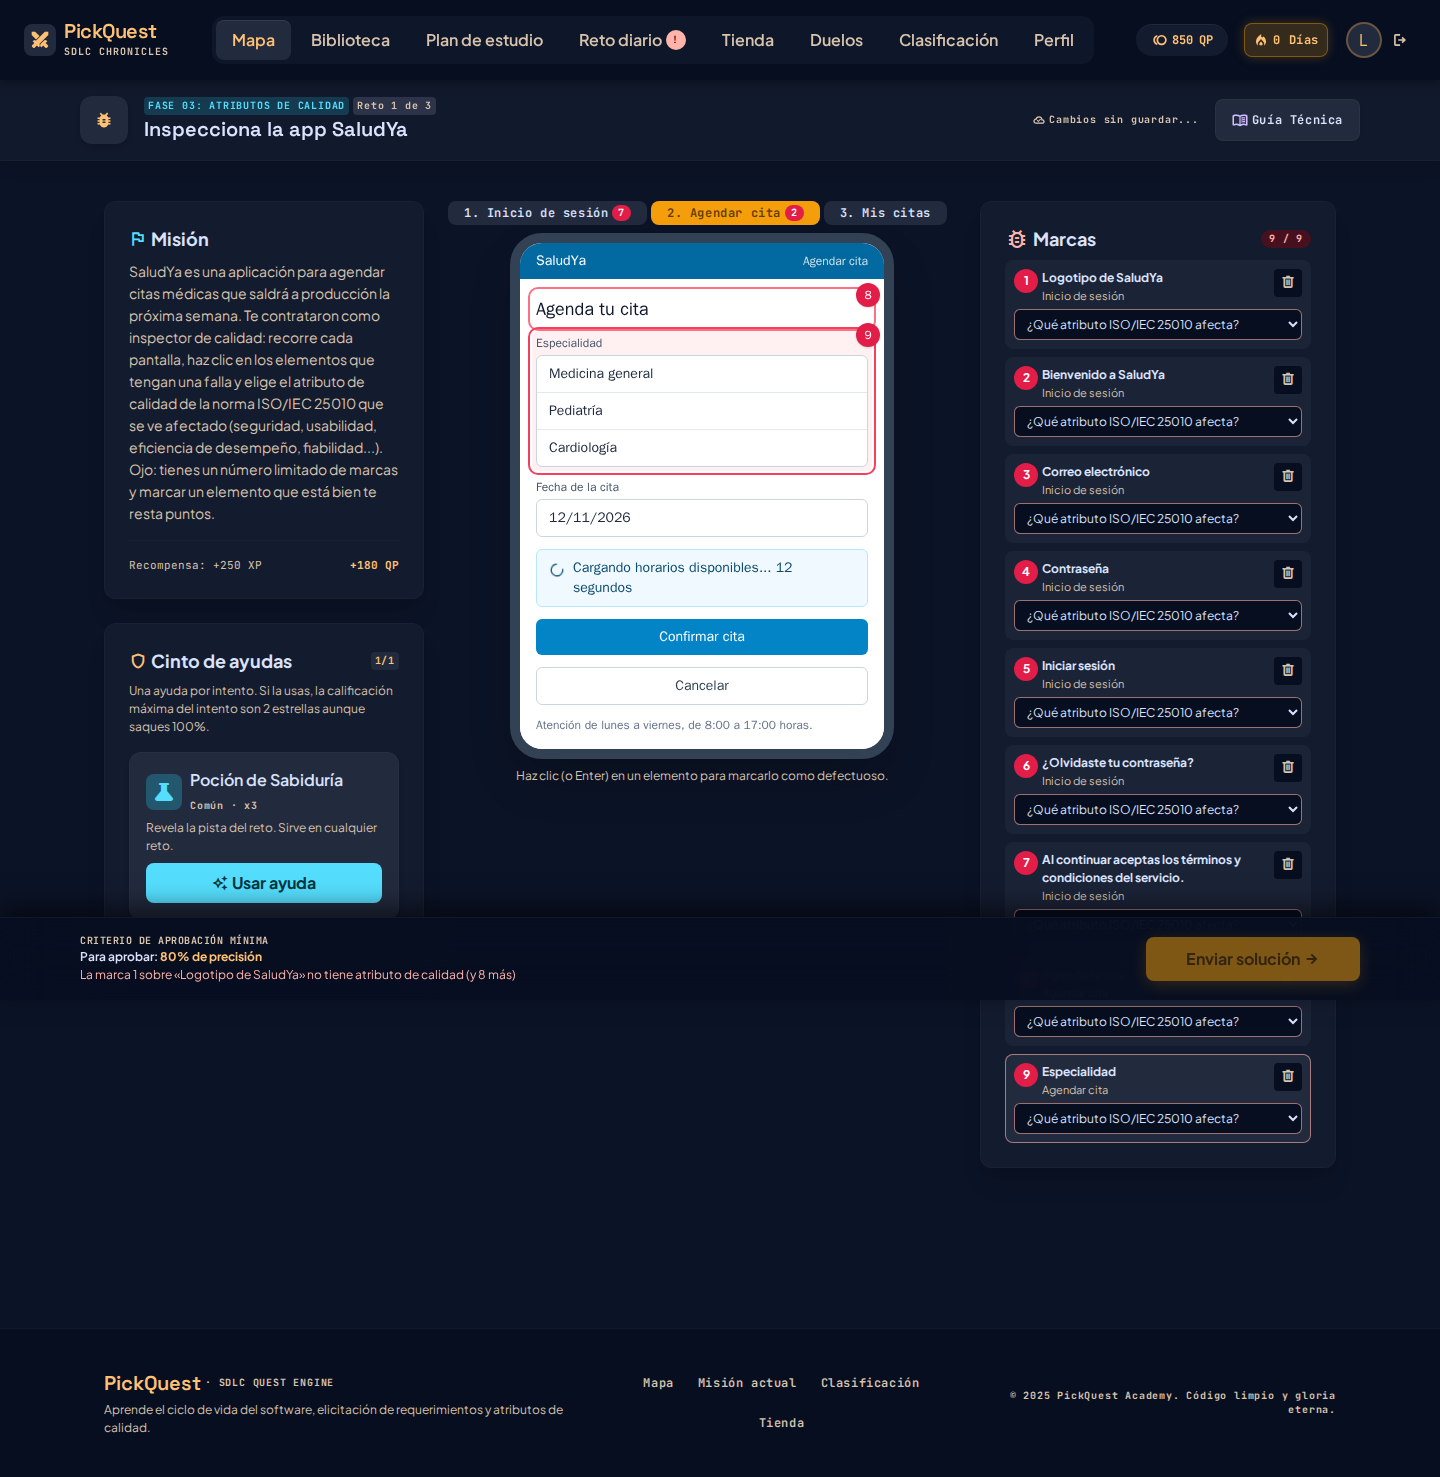 PickQuest
SDLC CHRONICLES
Mapa
Biblioteca
Plan de estudio
Reto diario !
Tienda
Duelos
Clasificación
Perfil
850 QP
0 Días
L
FASE 03: ATRIBUTOS DE CALIDAD
Reto 1 de 3
Inspecciona la app SaludYa
Cambios sin guardar...
Guía Técnica
Misión
SaludYa es una aplicación para agendar
citas médicas que saldrá a producción la
próxima semana. Te contrataron como
inspector de calidad: recorre cada
pantalla, haz clic en los elementos que
tengan una falla y elige el atributo de
calidad de la norma ISO/IEC 25010 que
se ve afectado (seguridad, usabilidad,
eficiencia de desempeño, fiabilidad...).
Ojo: tienes un número limitado de marcas
y marcar un elemento que está bien te
resta puntos.
Recompensa: +250 XP
+180 QP
Cinto de ayudas
1/1
Una ayuda por intento. Si la usas, la calificación
máxima del intento son 2 estrellas aunque
saques 100%.
Poción de Sabiduría
Común · x3
Revela la pista del reto. Sirve en cualquier
reto.
Usar ayuda
1. Inicio de sesión 7
2. Agendar cita 2
3. Mis citas
SaludYa
Agendar cita
8
Agenda tu cita
9
Especialidad
Medicina general
Pediatría
Cardiología
Fecha de la cita
12/11/2026
Cargando horarios disponibles... 12
segundos
Confirmar cita
Cancelar
Atención de lunes a viernes, de 8:00 a 17:00 horas.
Haz clic (o Enter) en un elemento para marcarlo como defectuoso.
Marcas
9 / 9
1 Logotipo de SaludYa
Inicio de sesión
¿Qué atributo ISO/IEC 25010 afecta?
2 Bienvenido a SaludYa
Inicio de sesión
¿Qué atributo ISO/IEC 25010 afecta?
3 Correo electrónico
Inicio de sesión
¿Qué atributo ISO/IEC 25010 afecta?
4 Contraseña
Inicio de sesión
¿Qué atributo ISO/IEC 25010 afecta?
5 Iniciar sesión
Inicio de sesión
¿Qué atributo ISO/IEC 25010 afecta?
6 ¿Olvidaste tu contraseña?
Inicio de sesión
¿Qué atributo ISO/IEC 25010 afecta?
7 Al continuar aceptas los términos y
condiciones del servicio.
Inicio de sesión
¿Qué atributo ISO/IEC 25010 afecta?
9 Especialidad
Agendar cita
¿Qué atributo ISO/IEC 25010 afecta?
CRITERIO DE APROBACIÓN MÍNIMA
Para aprobar: 80% de precisión
La marca 1 sobre «Logotipo de SaludYa» no tiene atributo de calidad (y 8 más)
Enviar solución →
PickQuest · SDLC QUEST ENGINE
Aprende el ciclo de vida del software, elicitación de requerimientos y atributos de
calidad.
Mapa
Misión actual
Clasificación
Tienda
© 2025 PickQuest Academy. Código limpio y gloria
eterna.